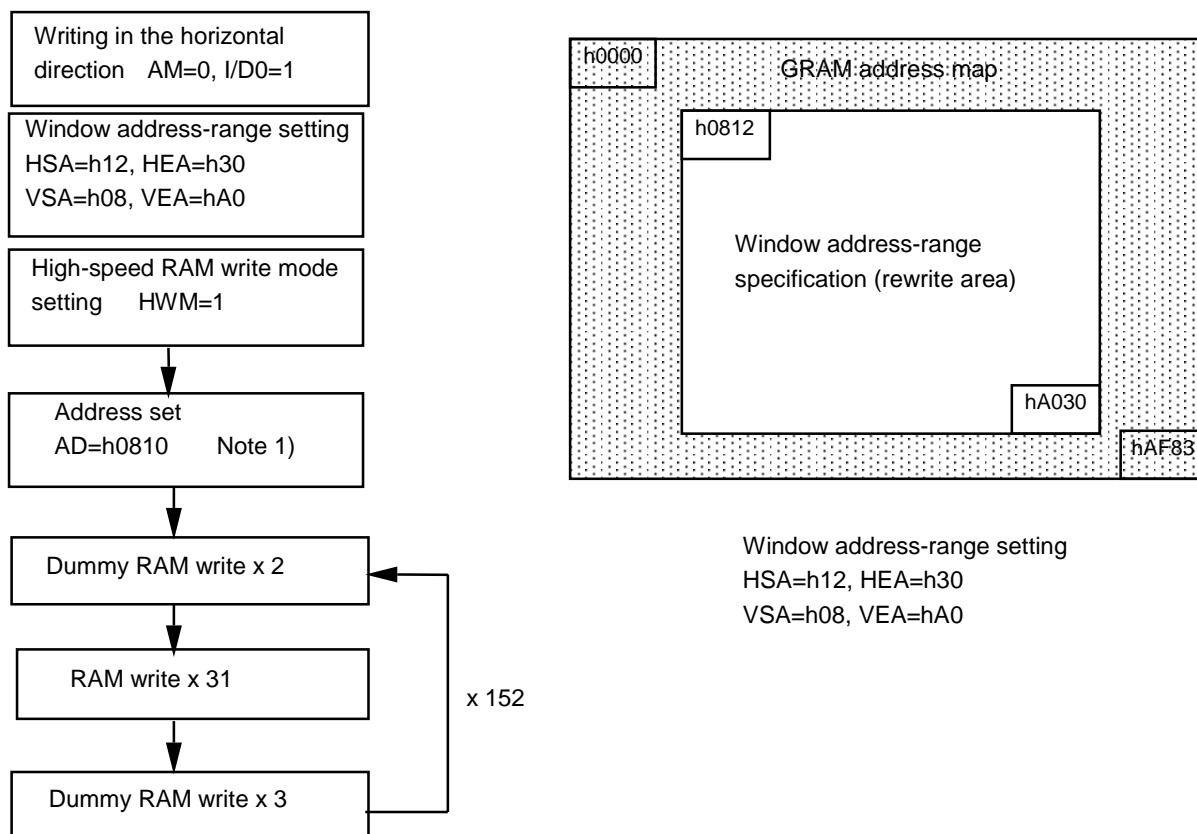 Writing in the horizontal
direction AM=0, I/D0=1
Window address-range setting
HSA=h12, HEA=h30
VSA=h08, VEA=hA0
High-speed RAM write mode
setting HWM=1
Address set
AD=h0810 Note 1)
Dummy RAM write x 2
RAM write x 31
x 152
Dummy RAM write x 3
h0000
GRAM address map
h0812
Window address-range
specification (rewrite area)
hA030
hAF83
Window address-range setting
HSA=h12, HEA=h30
VSA=h08, VEA=hA0